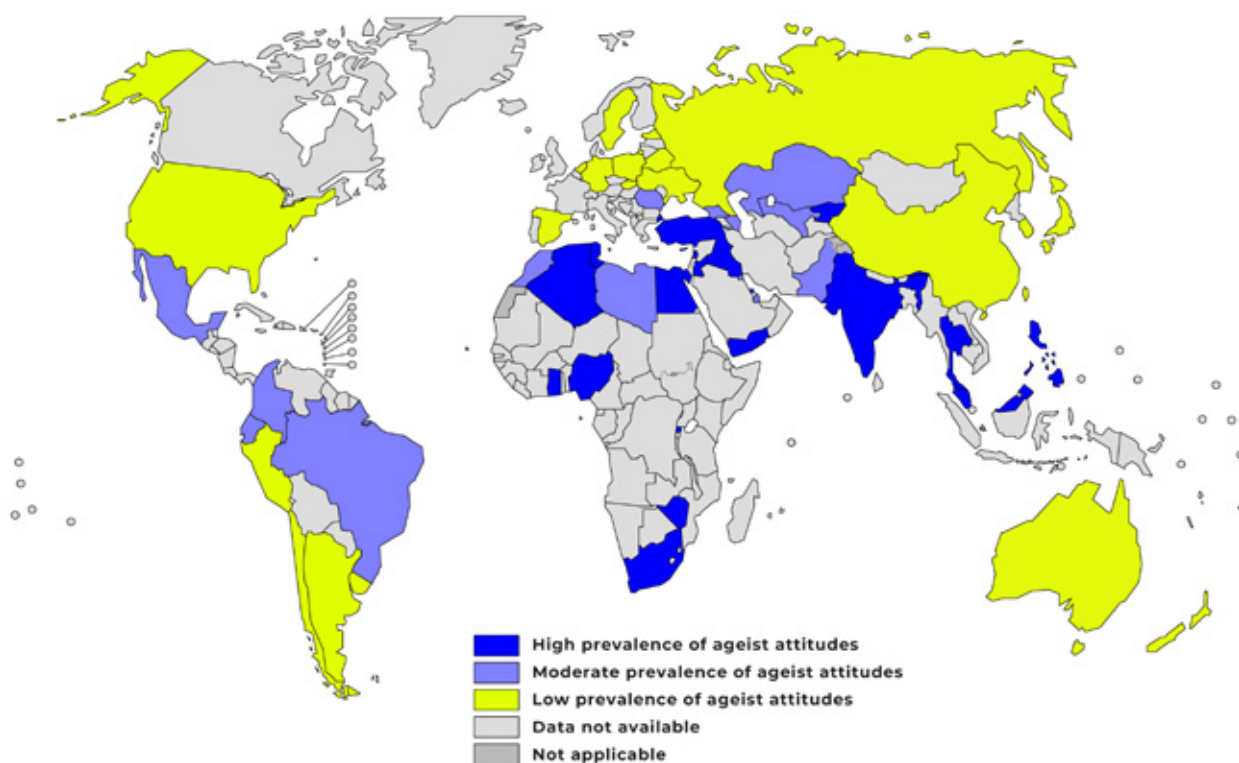 High prevalence of ageist attitudes
Moderate prevalence of ageist attitudes
Low prevalence of ageist attitudes
Data not available
Not applicable